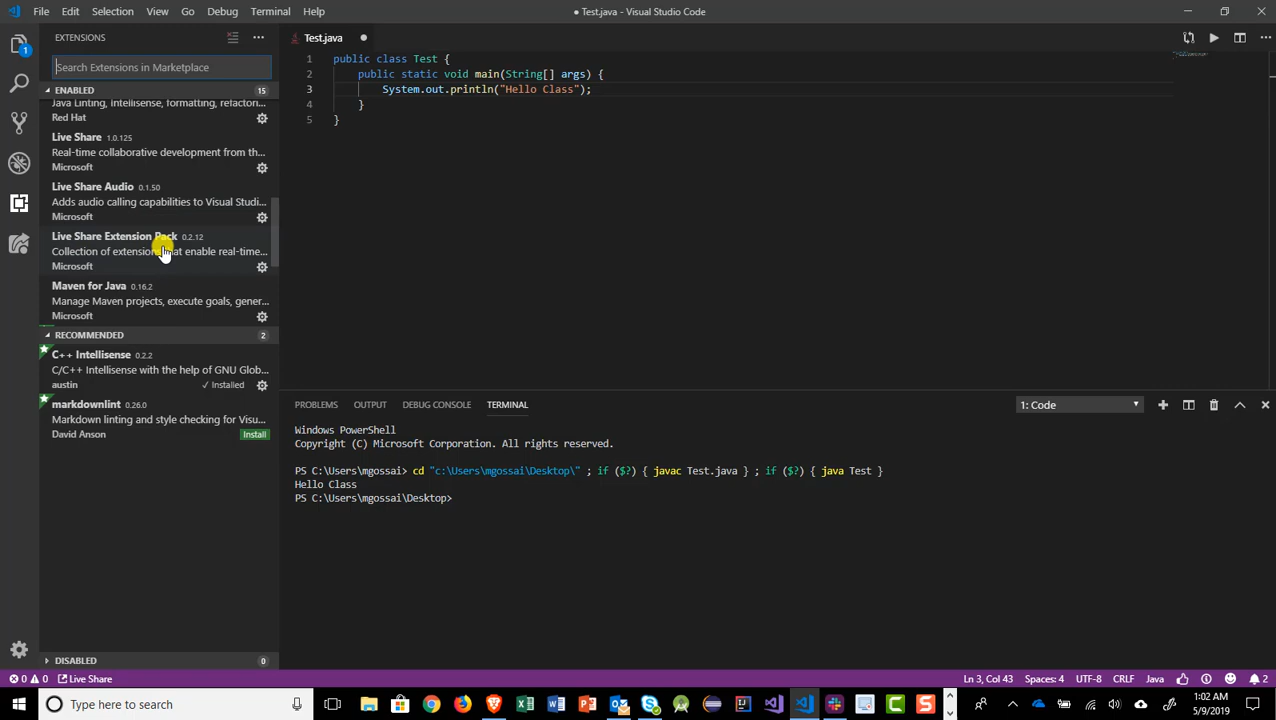 File Edit Selection View Go Debug Terminal Help
● Test.java - Visual Studio Code
EXTENSIONS
Search Extensions in Marketplace
ENABLED 15
Java Linting, Intellisense, formatting, refactori...
Red Hat
Live Share 1.0.125
Real-time collaborative development from th...
Microsoft
Live Share Audio 0.1.50
Adds audio calling capabilities to Visual Studi...
Microsoft
Live Share Extension Pack 0.2.12
Collection of extensions that enable real-time...
Microsoft
Maven for Java 0.16.2
Manage Maven projects, execute goals, gener...
Microsoft
RECOMMENDED 2
C++ Intellisense 0.2.2
C/C++ Intellisense with the help of GNU Glob...
austin ✓ Installed
markdownlint 0.26.0
Markdown linting and style checking for Visu...
David Anson Install
DISABLED 0
1
Test.java ●
1 public class Test {
2 public static void main(String[] args) {
3 System.out.println("Hello Class");
4 }
5 }
PROBLEMS OUTPUT DEBUG CONSOLE TERMINAL
1: Code
Windows PowerShell
Copyright (C) Microsoft Corporation. All rights reserved.
PS C:\Users\mgossai> cd "c:\Users\mgossai\Desktop\" ; if ($?) { javac Test.java } ; if ($?) { java Test }
Hello Class
PS C:\Users\mgossai\Desktop>
0 0 Live Share
Ln 3, Col 43 Spaces: 4 UTF-8 CRLF Java 2
Type here to search
1:02 AM
5/9/2019